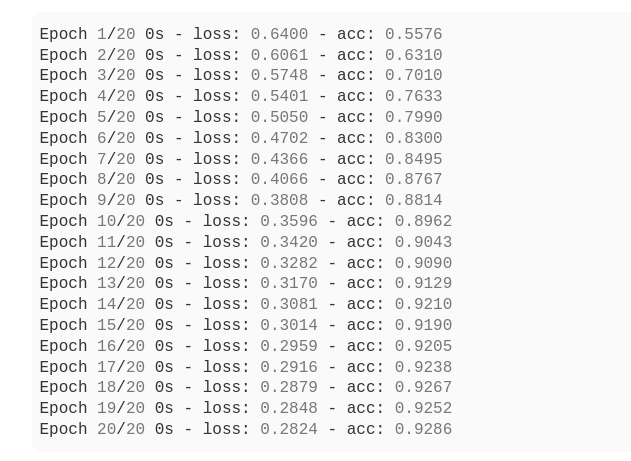 Epoch 1/20 0s - loss: 0.6400 - acc: 0.5576
Epoch 2/20 0s - loss: 0.6061 - acc: 0.6310
Epoch 3/20 0s - loss: 0.5748 - acc: 0.7010
Epoch 4/20 0s - loss: 0.5401 - acc: 0.7633
Epoch 5/20 0s - loss: 0.5050 - acc: 0.7990
Epoch 6/20 0s - loss: 0.4702 - acc: 0.8300
Epoch 7/20 0s - loss: 0.4366 - acc: 0.8495
Epoch 8/20 0s - loss: 0.4066 - acc: 0.8767
Epoch 9/20 0s - loss: 0.3808 - acc: 0.8814
Epoch 10/20 0s - loss: 0.3596 - acc: 0.8962
Epoch 11/20 0s - loss: 0.3420 - acc: 0.9043
Epoch 12/20 0s - loss: 0.3282 - acc: 0.9090
Epoch 13/20 0s - loss: 0.3170 - acc: 0.9129
Epoch 14/20 0s - loss: 0.3081 - acc: 0.9210
Epoch 15/20 0s - loss: 0.3014 - acc: 0.9190
Epoch 16/20 0s - loss: 0.2959 - acc: 0.9205
Epoch 17/20 0s - loss: 0.2916 - acc: 0.9238
Epoch 18/20 0s - loss: 0.2879 - acc: 0.9267
Epoch 19/20 0s - loss: 0.2848 - acc: 0.9252
Epoch 20/20 0s - loss: 0.2824 - acc: 0.9286